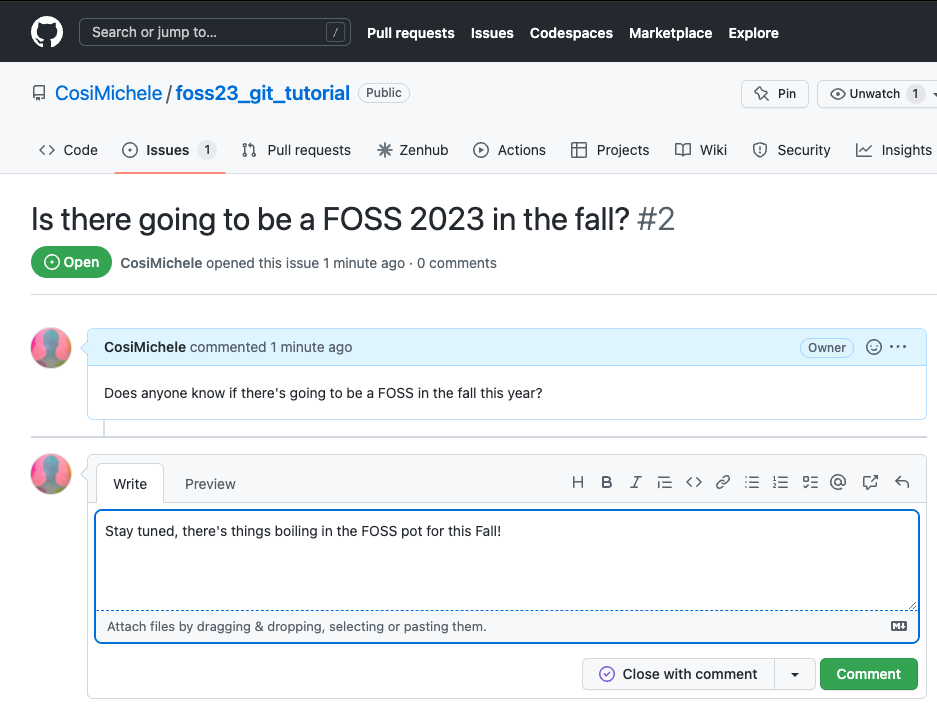 Search or jump to... /
Pull requests Issues Codespaces Marketplace Explore
CosiMichele / foss23_git_tutorial Public
Pin Unwatch 1
Code Issues 1 Pull requests Zenhub Actions Projects Wiki Security Insights
Is there going to be a FOSS 2023 in the fall? #2
Open CosiMichele opened this issue 1 minute ago · 0 comments
CosiMichele commented 1 minute ago Owner
Does anyone know if there's going to be a FOSS in the fall this year?
Write Preview
Stay tuned, there's things boiling in the FOSS pot for this Fall!
Attach files by dragging & dropping, selecting or pasting them.
Close with comment Comment